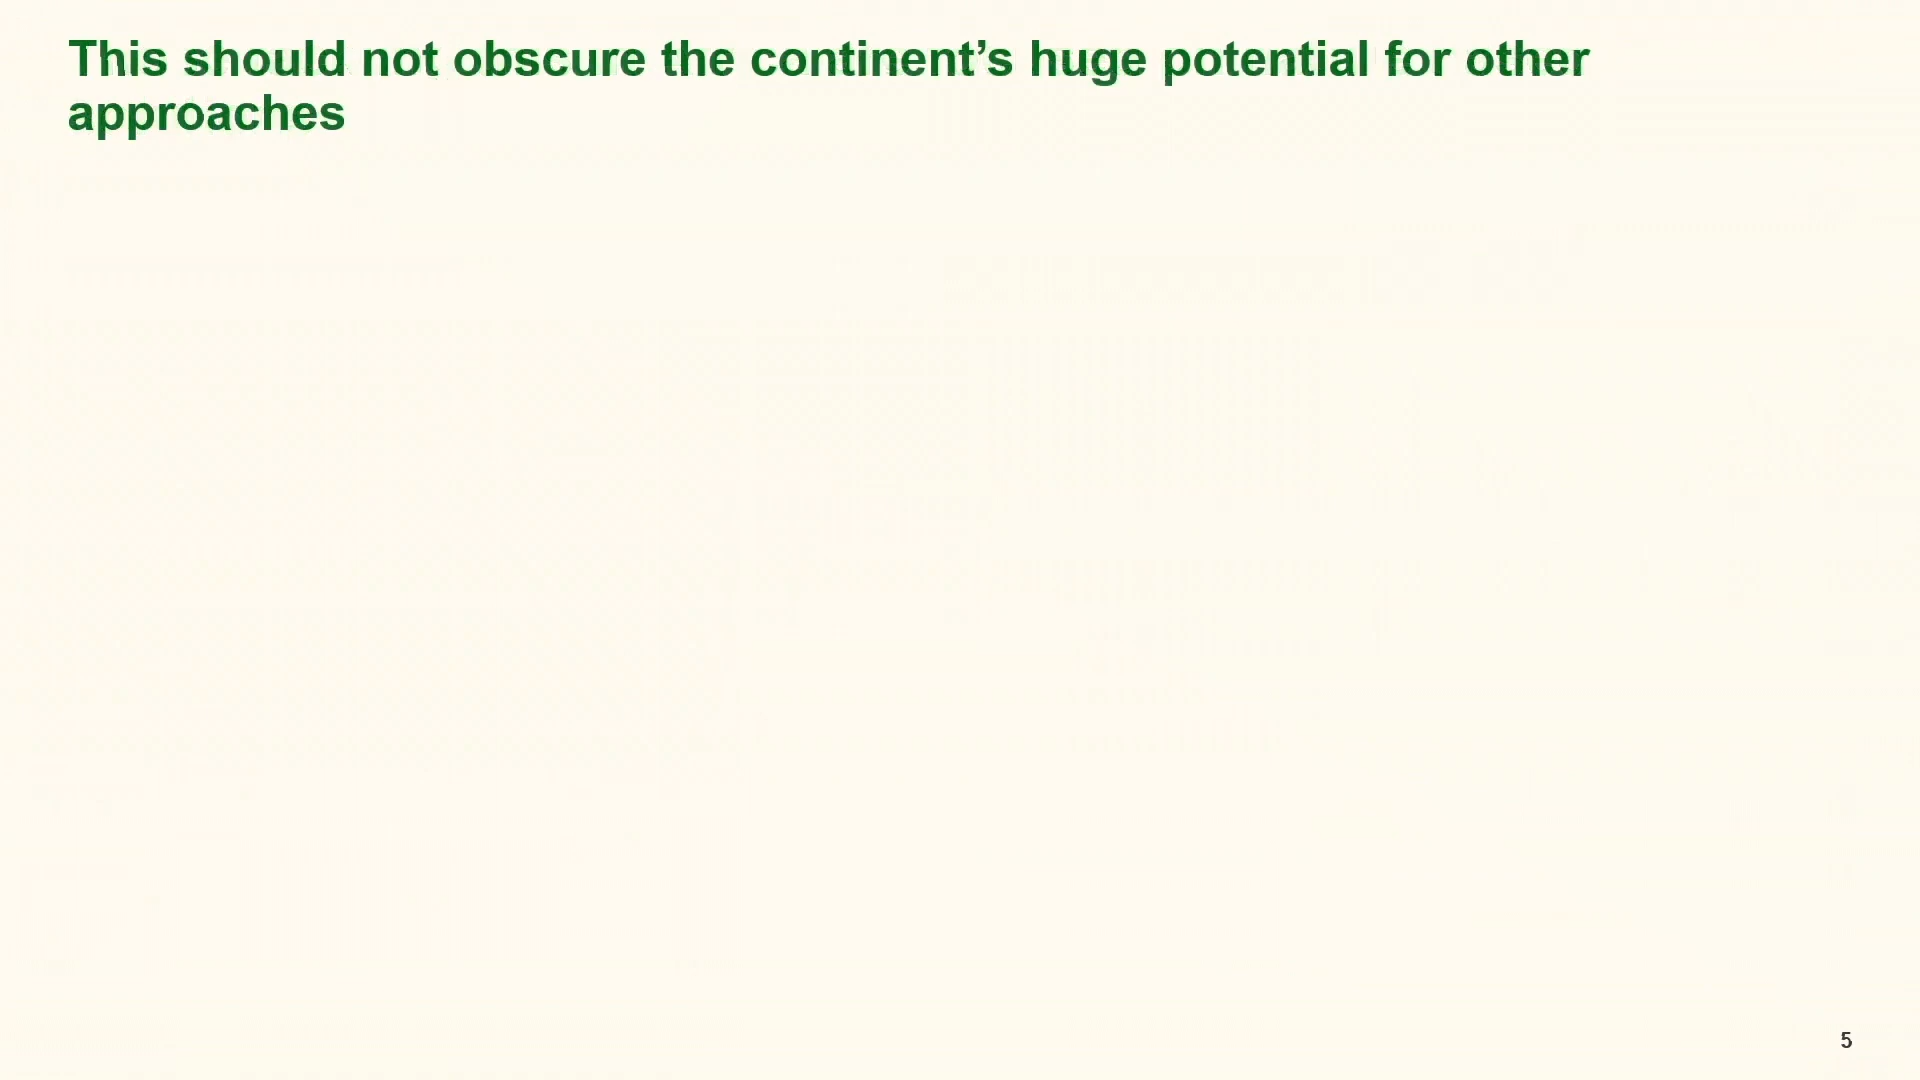 This should not obscure the continent’s huge potential for other
approaches
5